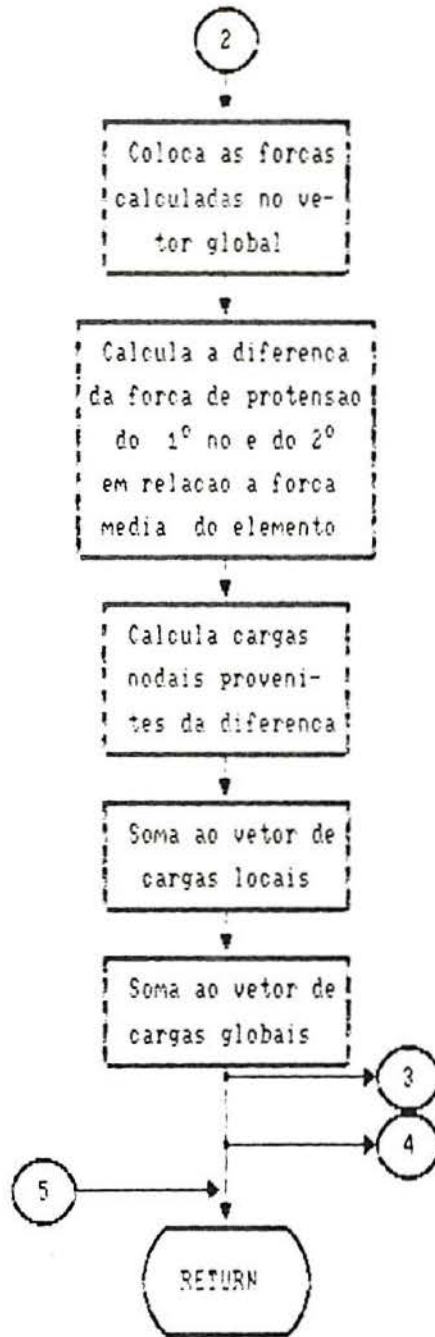 2
Coloca as forcas
calculadas no ve-
tor global
Calcula a diferenca
da forca de protensao
do 1º no e do 2º
em relacao a forca
media do elemento
Calcula cargas
nodais proveni-
tes da diferenca
Soma ao vetor de
cargas locais
Soma ao vetor de
cargas globais
3
4
5
RETURN